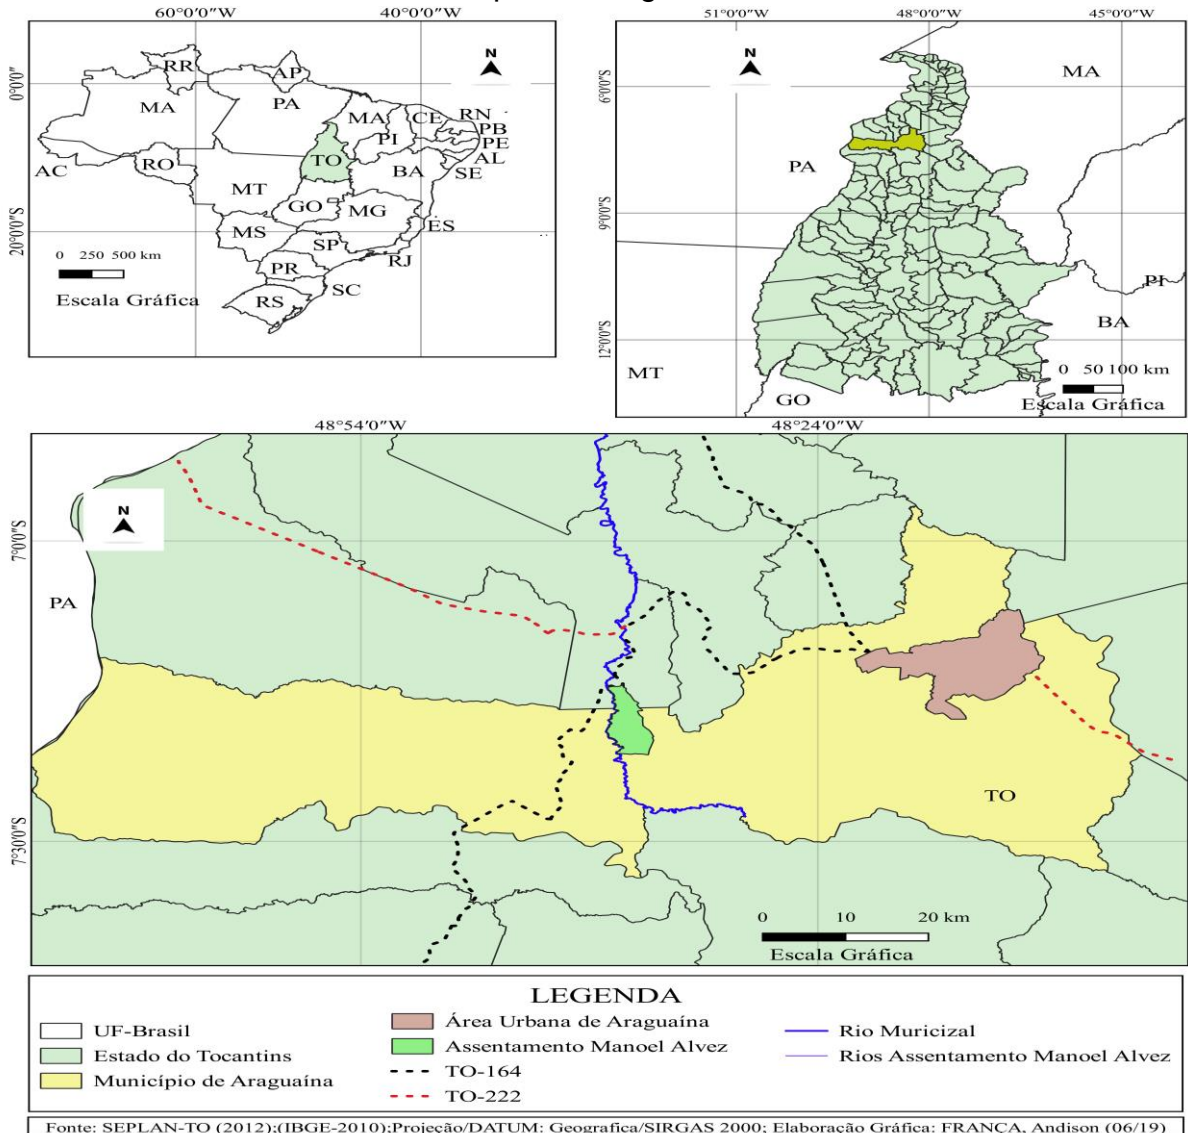 60°0'0"W 40°0'0"W
0°0'0"
20°0'0"S
N
RR
AP
MA
PA
MA
CE
RN
PB
PI
PE
AL
TO
AC
RO
BA
SE
MT
GO
MG
MS
ES
SP
RJ
PR
SC
RS
0 250 500 km
Escala Gráfica
51°0'0"W 48°0'0"W 45°0'0"W
6°0'0"S
9°0'0"S
12°0'0"S
N
MA
PA
PI
BA
MT
GO
0 50 100 km
Escala Gráfica
48°54'0"W 48°24'0"W
7°0'0"S
7°30'0"S
N
PA
TO
0 10 20 km
Escala Gráfica
LEGENDA
UF-Brasil
Estado do Tocantins
Município de Araguaína
Área Urbana de Araguaína
Assentamento Manoel Alvez
TO-164
TO-222
Rio Muricizal
Rios Assentamento Manoel Alvez
Fonte: SEPLAN-TO (2012);(IBGE-2010);Projeção/DATUM: Geografica/SIRGAS 2000; Elaboração Gráfica: FRANÇA, Andison (06/19)